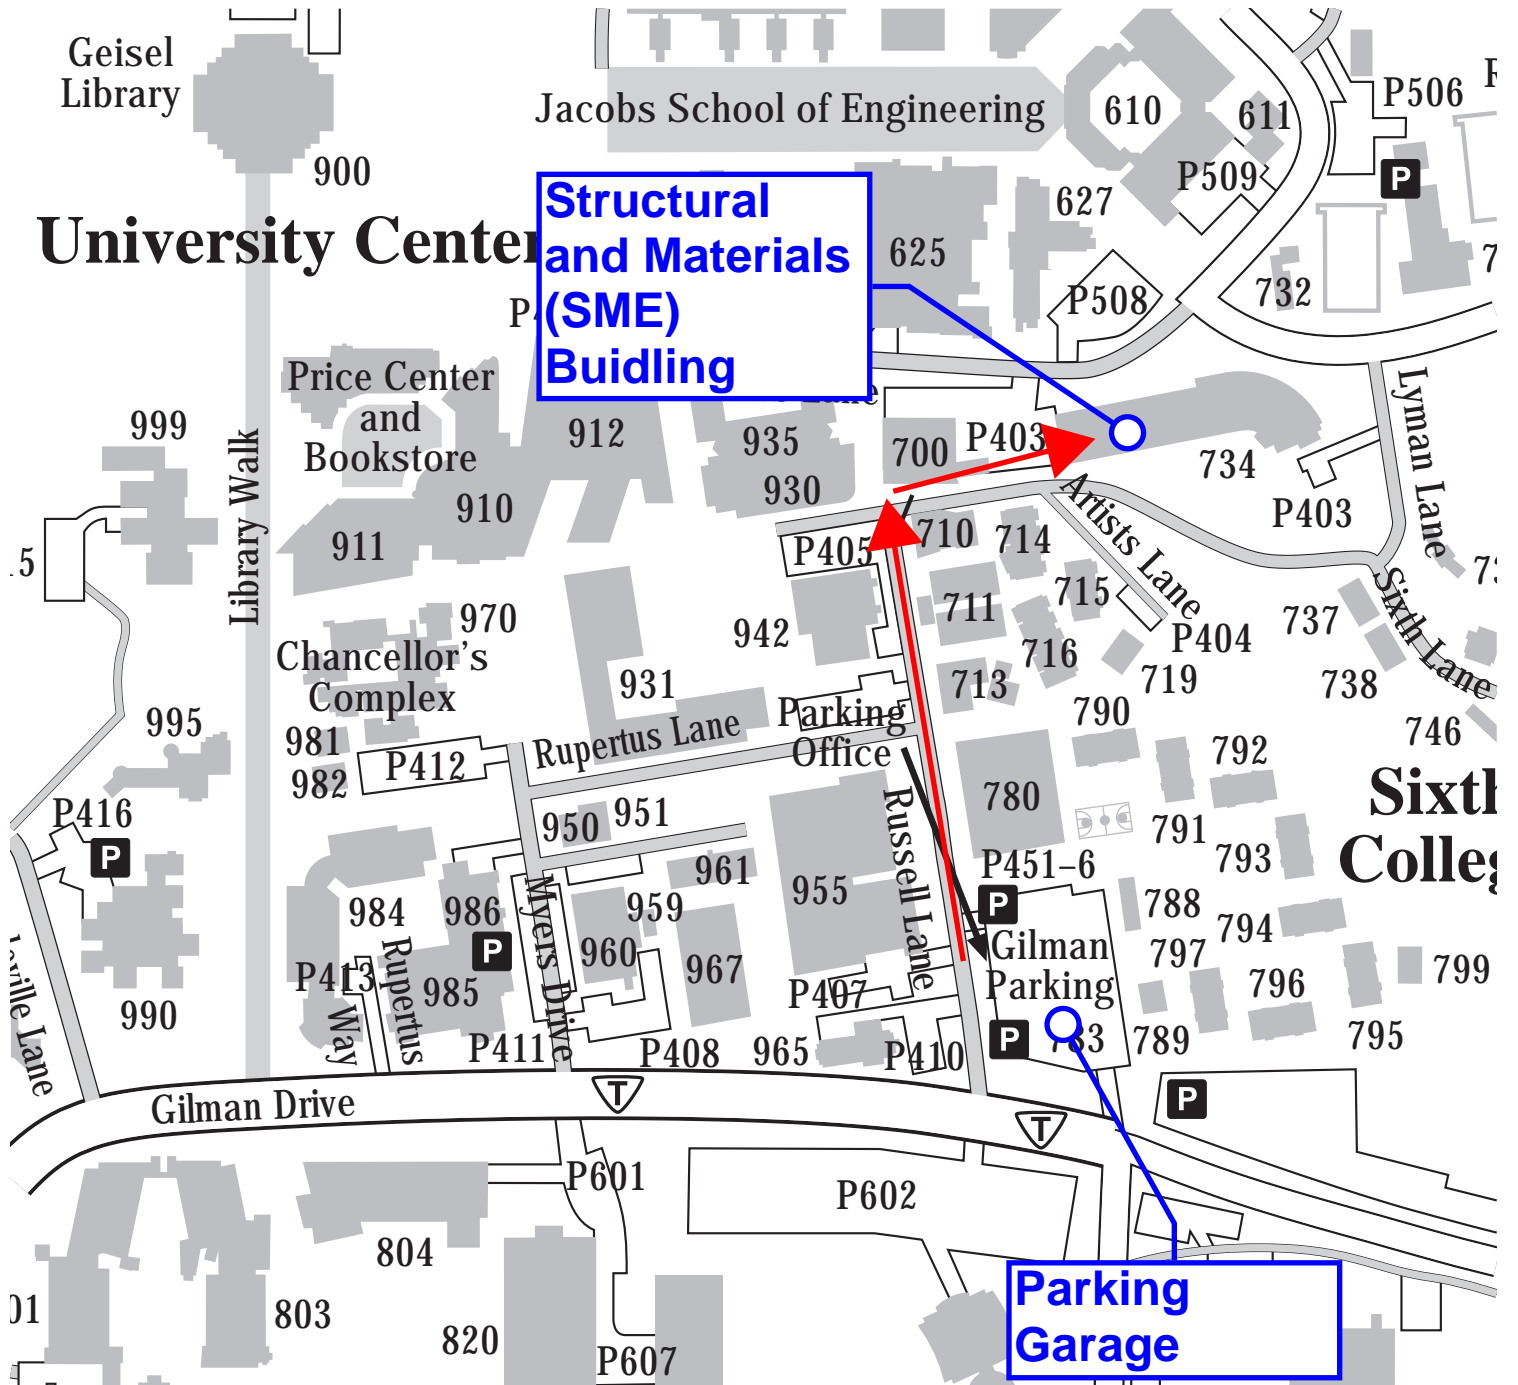 Geisel
Library
900
Jacobs School of Engineering
610
611
P506
P
P509
University Center
Structural
and Materials
(SME)
Buidling
625
627
P508
732
Price Center
and
Bookstore
999
912
935
930
700
P403
734
P403
Lyman Lane
Library Walk
910
911
P405
710
714
Artists Lane
715
711
716
713
719
P404
737
738
Sixth Lane
746
970
Chancellor's
Complex
942
931
Parking
Office
Rupertus Lane
995
981
982
P412
P416
P
950
951
961
780
790
792
791
793
Sixth
College
P451-6
P
Gilman
Parking
P
783
788
794
797
796
799
789
795
955
Russell Lane
984
986
P
985
P413
Rupertus
Way
Myers Drive
959
960
967
P407
P411
P408
965
P410
990
Gilman Drive
T
T
P
P601
P602
804
803
820
P607
Parking
Garage